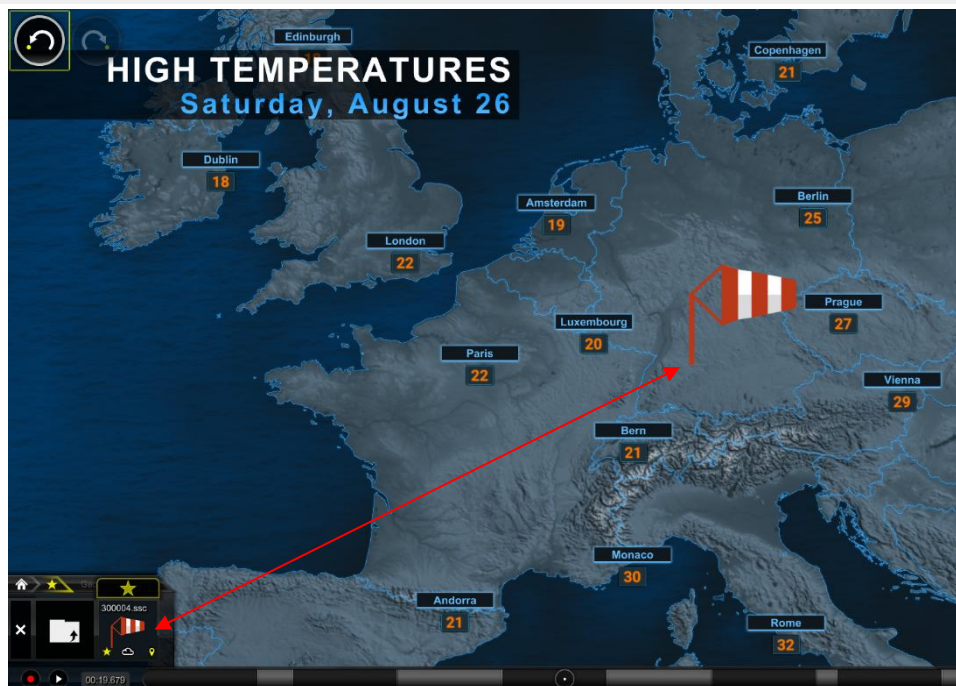 Edinburgh
HIGH TEMPERATURES
Saturday, August 26
Copenhagen
21
Dublin
18
Berlin
25
Amsterdam
19
London
22
Prague
27
Luxembourg
20
Paris
22
Vienna
29
Bern
21
Monaco
30
Andorra
21
Rome
32
300004.ssc
00:19.679